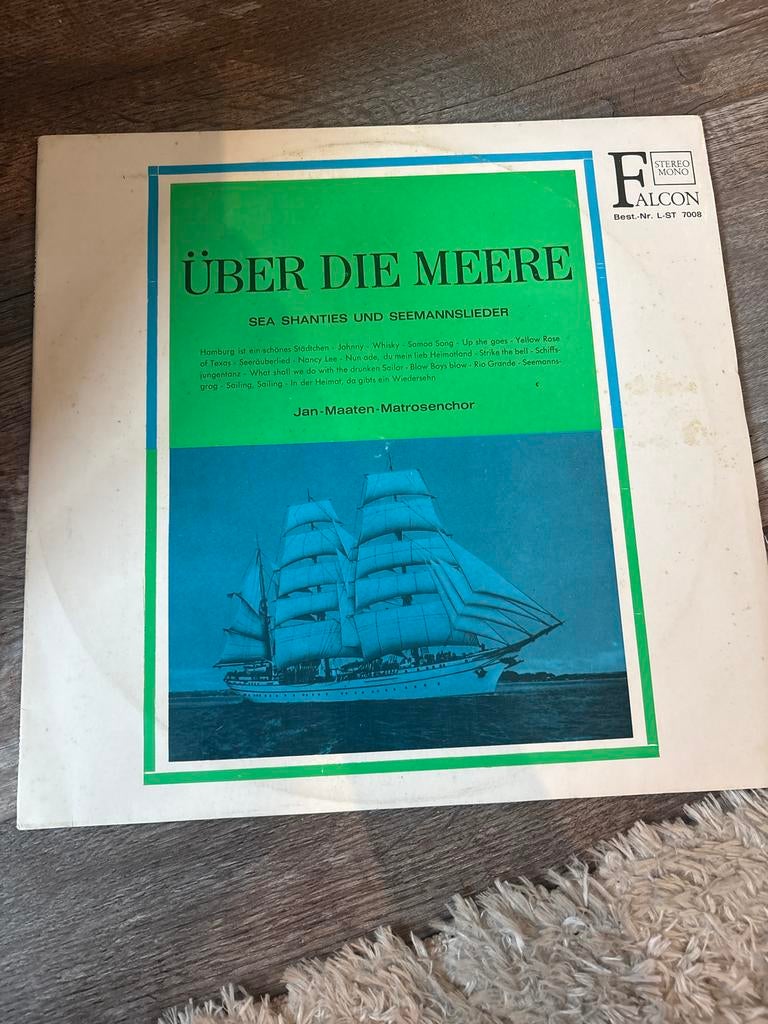 FALCON
STEREO
MONO
Best.-Nr. L-ST 7008
ÜBER DIE MEERE
SEA SHANTIES UND SEEMANNSLIEDER
Hamburg ist ein schönes Städtchen - Johnny - Whisky - Samoa Song - Up she goes - Yellow Rose
of Texas - Seeräuberlied - Nancy Lee - Nun ade, du mein lieb Heimatland - Strike the bell - Schiffs-
jungentanz - What shall we do with the drunken Sailor - Blow Boys blow - Rio Grande - Seemanns-
grog - Sailing, Sailing - In der Heimat, da gibts ein Wiedersehn
Jan-Maaten-Matrosenchor